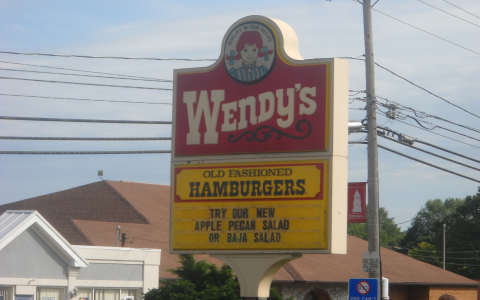 WENDY'S
OLD FASHIONED
HAMBURGERS
TRY OUR NEW
APPLE PECAN SALAD
OR BAJA SALAD